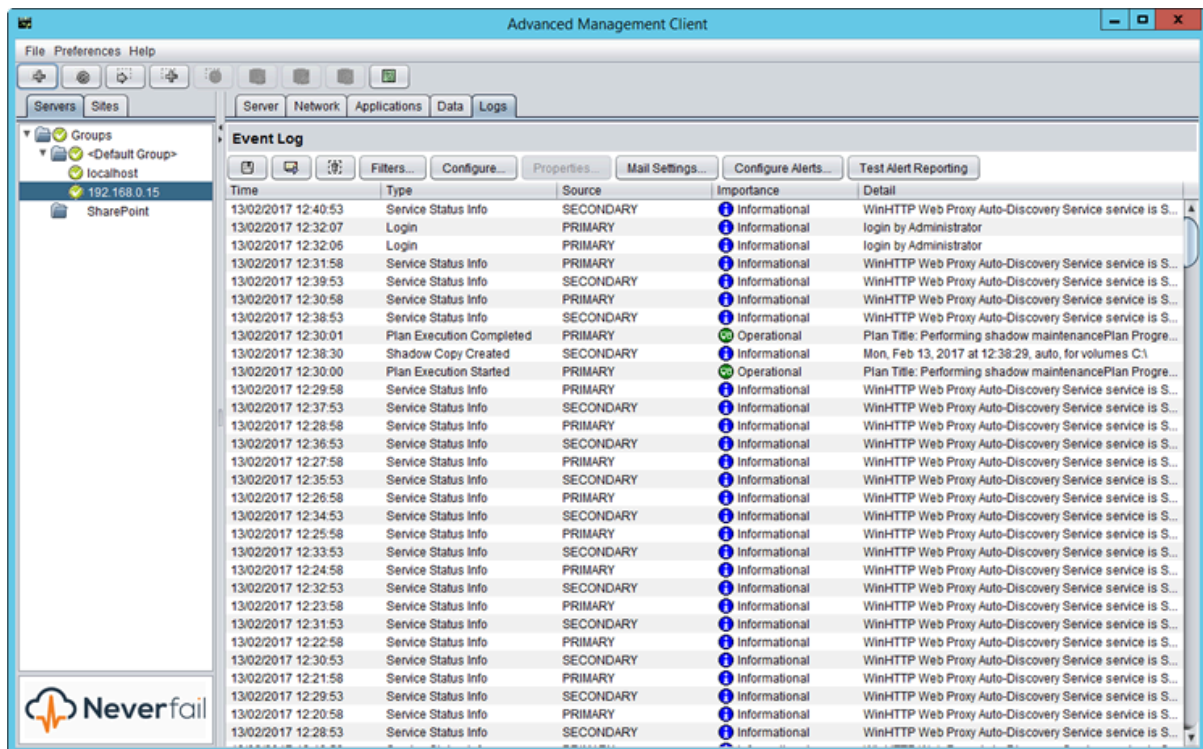 Advanced Management Client
File Preferences Help
Servers Sites
Server Network Applications Data Logs
Groups
<Default Group>
localhost
192.168.0.15
SharePoint
Event Log
Filters... Configure... Properties... Mail Settings... Configure Alerts... Test Alert Reporting
Time Type Source Importance Detail
13/02/2017 12:40:53 Service Status Info SECONDARY Informational WinHTTP Web Proxy Auto-Discovery Service service is S...
13/02/2017 12:32:07 Login PRIMARY Informational login by Administrator
13/02/2017 12:32:06 Login PRIMARY Informational login by Administrator
13/02/2017 12:31:58 Service Status Info PRIMARY Informational WinHTTP Web Proxy Auto-Discovery Service service is S...
13/02/2017 12:39:53 Service Status Info SECONDARY Informational WinHTTP Web Proxy Auto-Discovery Service service is S...
13/02/2017 12:30:58 Service Status Info PRIMARY Informational WinHTTP Web Proxy Auto-Discovery Service service is S...
13/02/2017 12:38:53 Service Status Info SECONDARY Informational WinHTTP Web Proxy Auto-Discovery Service service is S...
13/02/2017 12:30:01 Plan Execution Completed PRIMARY Operational Plan Title: Performing shadow maintenancePlan Progre...
13/02/2017 12:38:30 Shadow Copy Created SECONDARY Informational Mon, Feb 13, 2017 at 12:38:29, auto, for volumes C:\
13/02/2017 12:30:00 Plan Execution Started PRIMARY Operational Plan Title: Performing shadow maintenancePlan Progre...
13/02/2017 12:29:58 Service Status Info PRIMARY Informational WinHTTP Web Proxy Auto-Discovery Service service is S...
13/02/2017 12:37:53 Service Status Info SECONDARY Informational WinHTTP Web Proxy Auto-Discovery Service service is S...
13/02/2017 12:28:58 Service Status Info PRIMARY Informational WinHTTP Web Proxy Auto-Discovery Service service is S...
13/02/2017 12:36:53 Service Status Info SECONDARY Informational WinHTTP Web Proxy Auto-Discovery Service service is S...
13/02/2017 12:27:58 Service Status Info PRIMARY Informational WinHTTP Web Proxy Auto-Discovery Service service is S...
13/02/2017 12:35:53 Service Status Info SECONDARY Informational WinHTTP Web Proxy Auto-Discovery Service service is S...
13/02/2017 12:26:58 Service Status Info PRIMARY Informational WinHTTP Web Proxy Auto-Discovery Service service is S...
13/02/2017 12:34:53 Service Status Info SECONDARY Informational WinHTTP Web Proxy Auto-Discovery Service service is S...
13/02/2017 12:25:58 Service Status Info PRIMARY Informational WinHTTP Web Proxy Auto-Discovery Service service is S...
13/02/2017 12:33:53 Service Status Info SECONDARY Informational WinHTTP Web Proxy Auto-Discovery Service service is S...
13/02/2017 12:24:58 Service Status Info PRIMARY Informational WinHTTP Web Proxy Auto-Discovery Service service is S...
13/02/2017 12:32:53 Service Status Info SECONDARY Informational WinHTTP Web Proxy Auto-Discovery Service service is S...
13/02/2017 12:23:58 Service Status Info PRIMARY Informational WinHTTP Web Proxy Auto-Discovery Service service is S...
13/02/2017 12:31:53 Service Status Info SECONDARY Informational WinHTTP Web Proxy Auto-Discovery Service service is S...
13/02/2017 12:22:58 Service Status Info PRIMARY Informational WinHTTP Web Proxy Auto-Discovery Service service is S...
13/02/2017 12:30:53 Service Status Info SECONDARY Informational WinHTTP Web Proxy Auto-Discovery Service service is S...
13/02/2017 12:21:58 Service Status Info PRIMARY Informational WinHTTP Web Proxy Auto-Discovery Service service is S...
13/02/2017 12:29:53 Service Status Info SECONDARY Informational WinHTTP Web Proxy Auto-Discovery Service service is S...
13/02/2017 12:20:58 Service Status Info PRIMARY Informational WinHTTP Web Proxy Auto-Discovery Service service is S...
13/02/2017 12:28:53 Service Status Info SECONDARY Informational WinHTTP Web Proxy Auto-Discovery Service service is S...
Neverfail